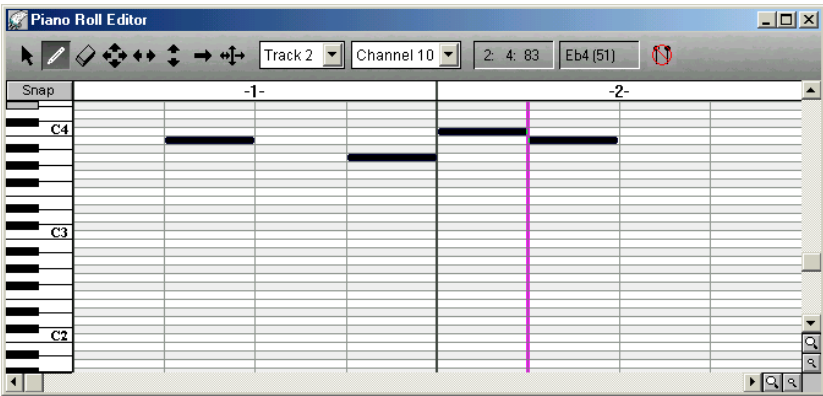 Piano Roll Editor
Track 2 Channel 10 2: 4: 83 Eb4 (51)
Snap -1- -2-
C4
C3
C2